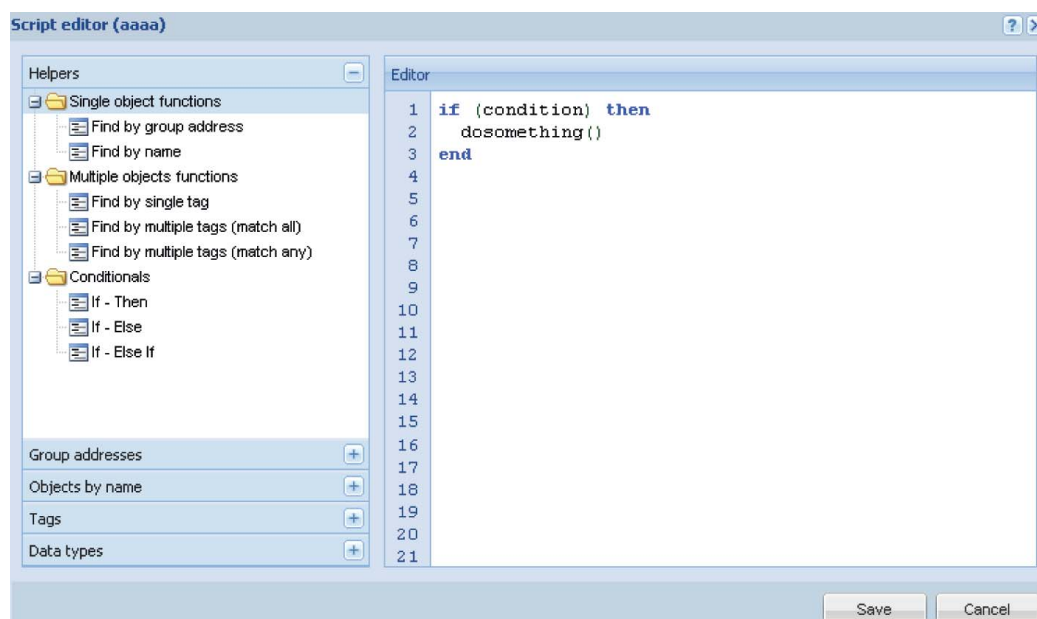 Script editor (aaaa)
Helpers
Single object functions
Find by group address
Find by name
Multiple objects functions
Find by single tag
Find by multiple tags (match all)
Find by multiple tags (match any)
Conditionals
If - Then
If - Else
If - Else If
Group addresses
Objects by name
Tags
Data types
Editor
1 if (condition) then
2   dosomething()
3 end
4
5
6
7
8
9
10
11
12
13
14
15
16
17
18
19
20
21
Save
Cancel